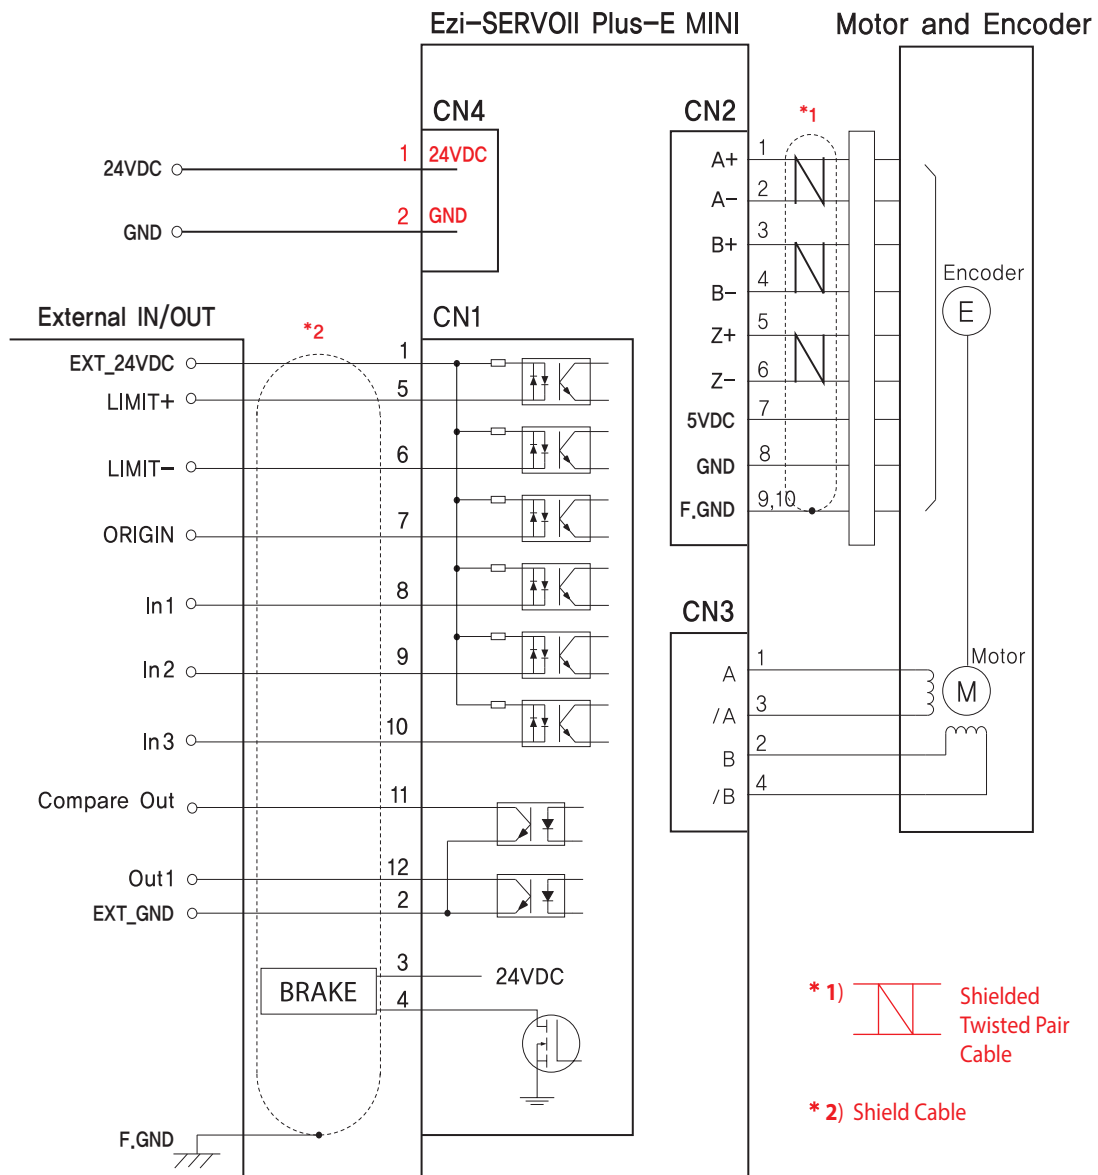 Ezi-SERVOII Plus-E MINI
Motor and Encoder
CN4
24VDC
1
24VDC
GND
2
GND
CN2
*1
A+
1
A-
2
B+
3
B-
4
Z+
5
Z-
6
5VDC
7
GND
8
F.GND
9,10
Encoder
E
External IN/OUT
*2
CN1
EXT_24VDC
1
LIMIT+
5
LIMIT-
6
ORIGIN
7
In1
8
In2
9
In3
10
Compare Out
11
Out1
12
EXT_GND
2
BRAKE
3
24VDC
4
F.GND
CN3
A
1
/A
3
B
2
/B
4
Motor
M
* 1)
Shielded
Twisted Pair
Cable
* 2) Shield Cable